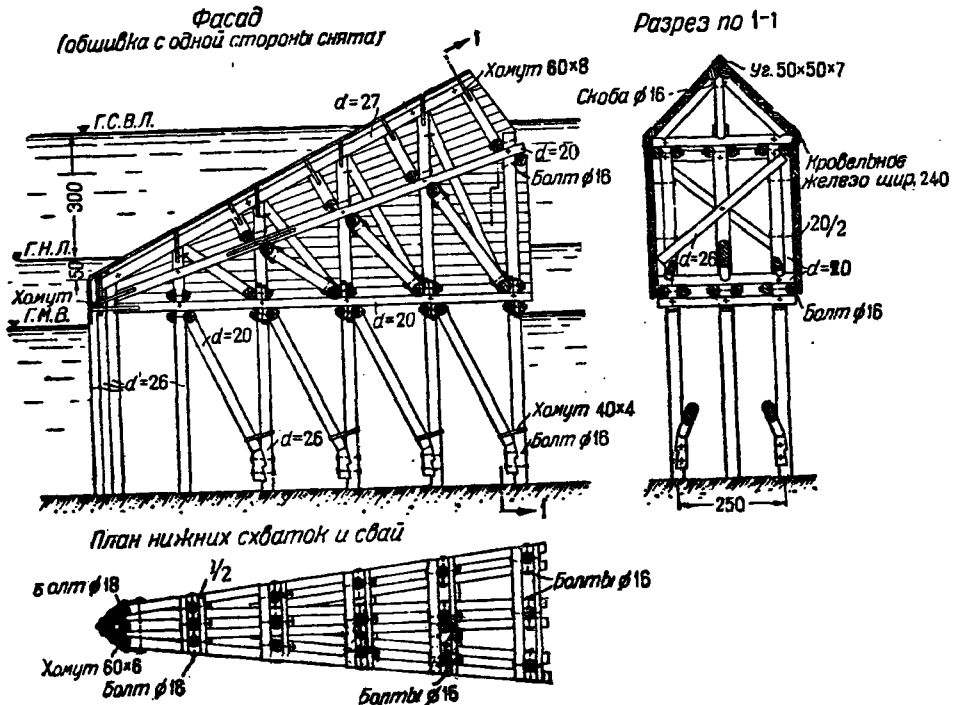 Фасад
(обшивка с одной стороны снята)
Разрез по 1-1
1
Хомут 60×8
Уг. 50×50×7
Скоба ϕ 16
d=27
Г.С.В.Л.
d=20
Болт ϕ16
Кровельное
железо шир. 240
300
Г.Н.Л.
50
20/2
d=26
d=20
Хомут
Г.М.В.
d=20
d=20
Болт ϕ16
d=26
Хомут 40×4
d=26
Болт ϕ16
1
250
План нижних схваток и свай
Болт ϕ18
1/2
Болты ϕ16
Хомут 60×6
Болт ϕ16
Болты ϕ16